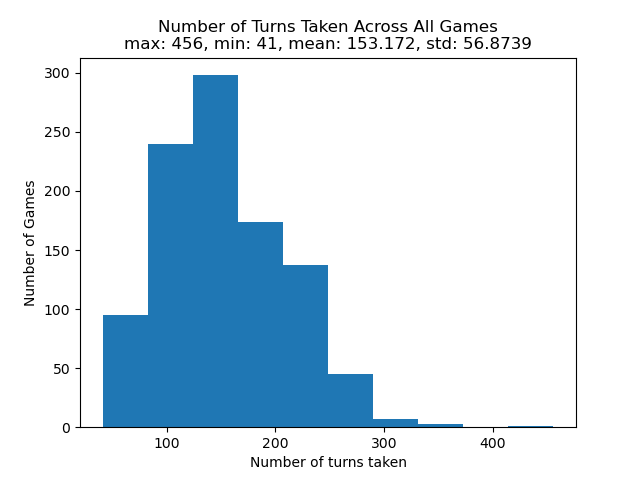 Number of Turns Taken Across All Games
max: 456, min: 41, mean: 153.172, std: 56.8739
300
250
200
150
100
50
0
Number of Games
100 200 300 400
Number of turns taken